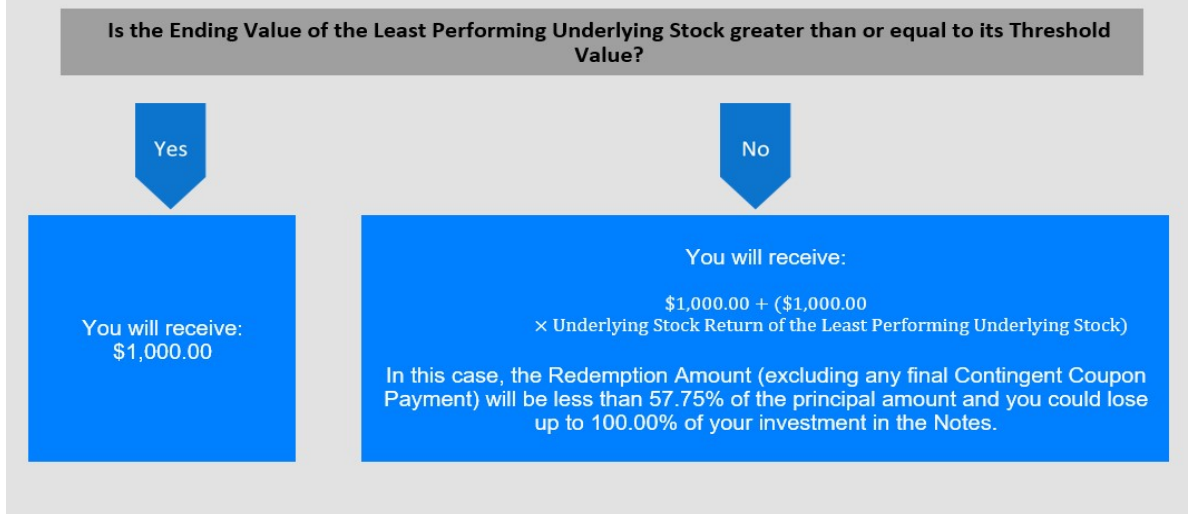 Is the Ending Value of the Least Performing Underlying Stock greater than or equal to its Threshold
Value?
Yes
No
You will receive:
$1,000.00
You will receive:
$1,000.00 + ($1,000.00
× Underlying Stock Return of the Least Performing Underlying Stock)
In this case, the Redemption Amount (excluding any final Contingent Coupon
Payment) will be less than 57.75% of the principal amount and you could lose
up to 100.00% of your investment in the Notes.